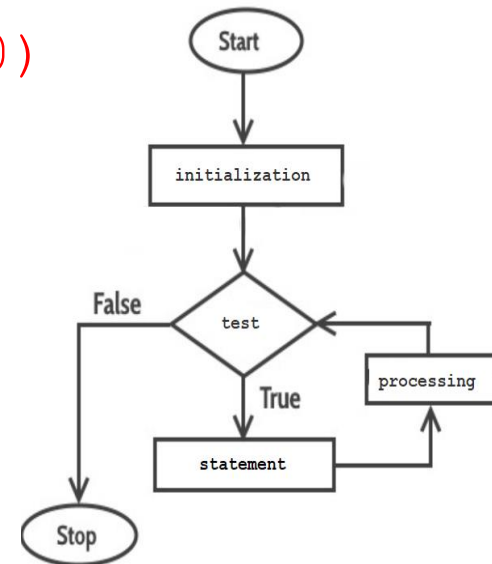 )
Start
initialization
False
test
processing
True
statement
Stop